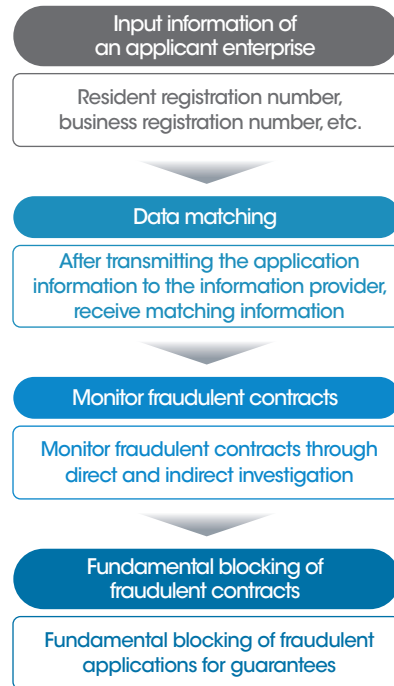 Input information of
an applicant enterprise
Resident registration number,
business registration number, etc.
Data matching
After transmitting the application
information to the information provider,
receive matching information
Monitor fraudulent contracts
Monitor fraudulent contracts through
direct and indirect investigation
Fundamental blocking of
fraudulent contracts
Fundamental blocking of fraudulent
applications for guarantees